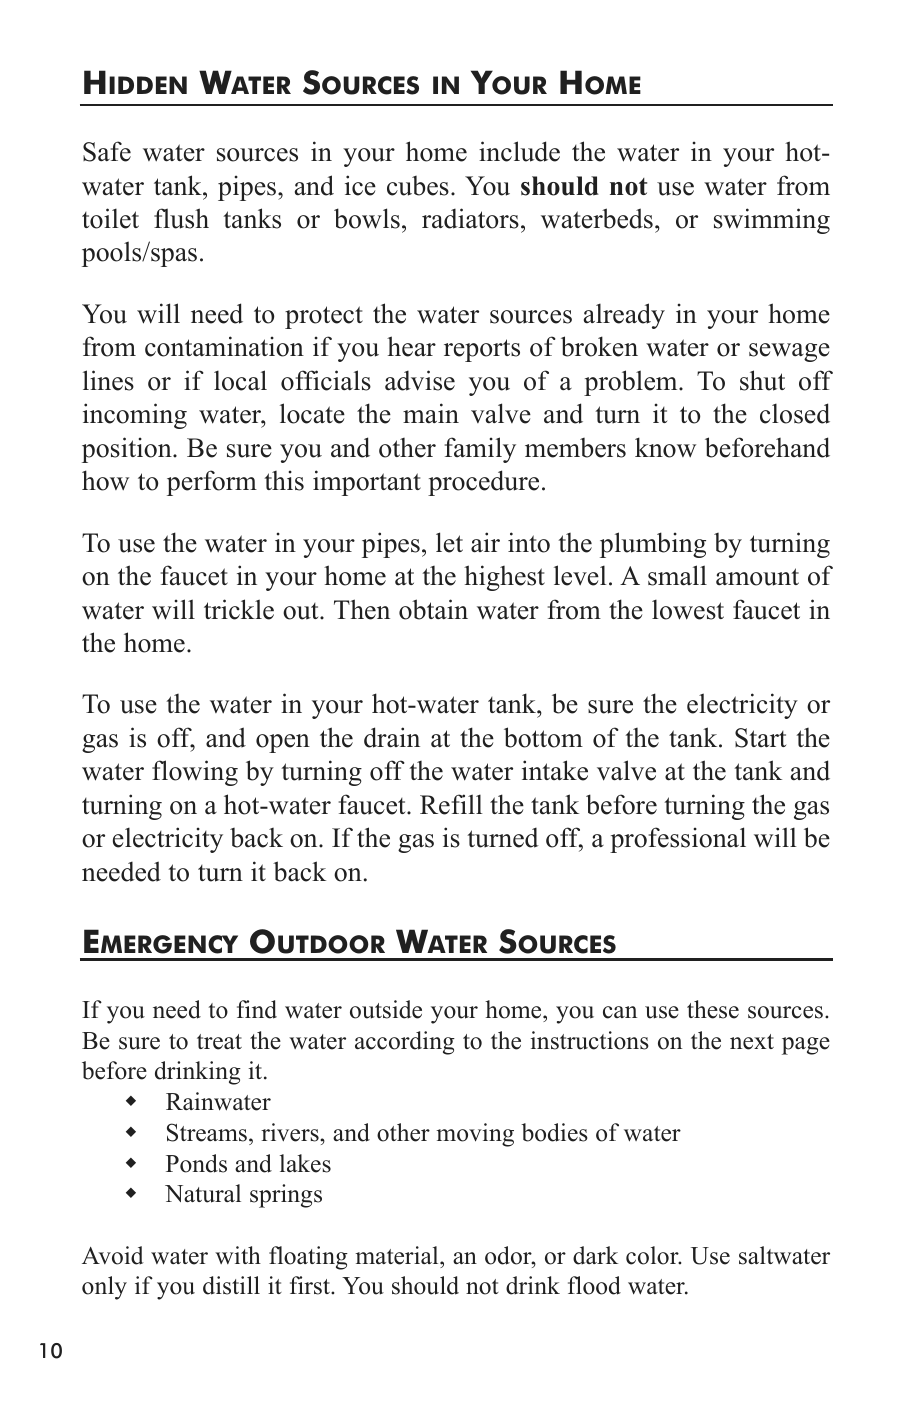 HIDDEN WATER SOURCES IN YOUR HOME
Safe water sources in your home include the water in your hot-
water tank, pipes, and ice cubes. You should not use water from
toilet flush tanks or bowls, radiators, waterbeds, or swimming
pools/spas.
You will need to protect the water sources already in your home
from contamination if you hear reports of broken water or sewage
lines or if local officials advise you of a problem. To shut off
incoming water, locate the main valve and turn it to the closed
position. Be sure you and other family members know beforehand
how to perform this important procedure.
To use the water in your pipes, let air into the plumbing by turning
on the faucet in your home at the highest level. A small amount of
water will trickle out. Then obtain water from the lowest faucet in
the home.
To use the water in your hot-water tank, be sure the electricity or
gas is off, and open the drain at the bottom of the tank. Start the
water flowing by turning off the water intake valve at the tank and
turning on a hot-water faucet. Refill the tank before turning the gas
or electricity back on. If the gas is turned off, a professional will be
needed to turn it back on.
EMERGENCY OUTDOOR WATER SOURCES
If you need to find water outside your home, you can use these sources.
Be sure to treat the water according to the instructions on the next page
before drinking it.
◆ Rainwater
◆ Streams, rivers, and other moving bodies of water
◆ Ponds and lakes
◆ Natural springs
Avoid water with floating material, an odor, or dark color. Use saltwater
only if you distill it first. You should not drink flood water.
10